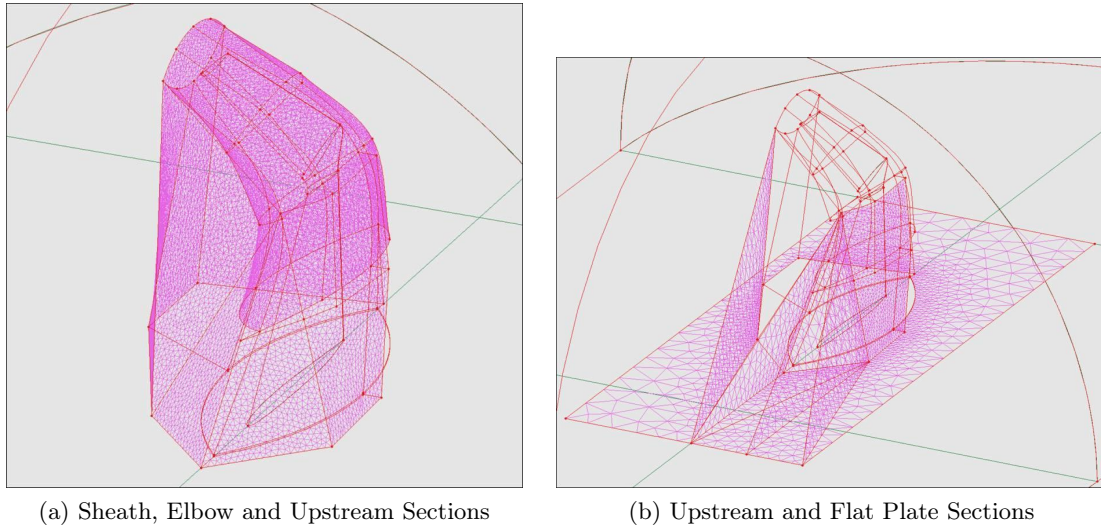 (a) Sheath, Elbow and Upstream Sections
(b) Upstream and Flat Plate Sections